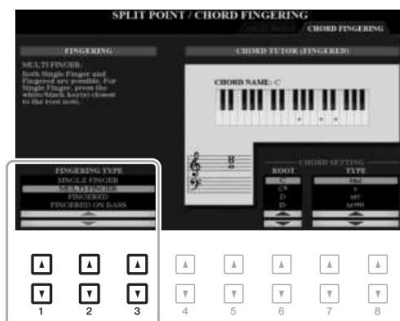 SPLIT POINT / CHORD FINGERING
CHORD FINGERING
FINGERING
MULTI FINGER:
Both Single Finger and
Fingered are possible. For
Single Finger, press the
white/black key(s) closest
to the root note.
CHORD TUTOR (FINGERED)
CHORD NAME: C
FINGERING TYPE
SINGLE FINGER
MULTI FINGER
FINGERED
FINGERED ON BASS
CHORD SETTING
ROOT
TYPE
C
C#
D
1
2
3
4
5
6
7
8